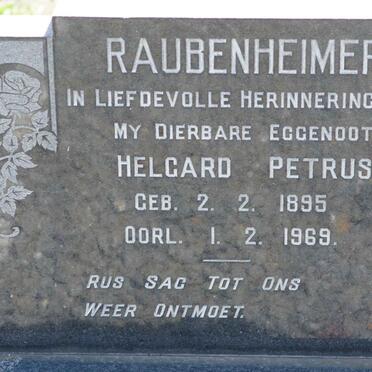 RAUBENHEIMER
IN LIEFDEVOLLE HERINNERING
MY DIERBARE EGGENOOT
HELGARD PETRUS
GEB. 2. 2. 1895
OORL. 1. 2. 1969.
RUS SAG TOT ONS
WEER ONTMOET.